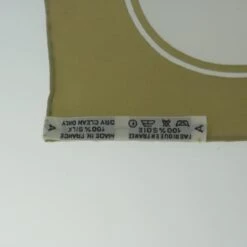 A
FABRIQUE EN FRANCE
100% SOIE
MADE IN FRANCE
100% SILK
DRY CLEAN ONLY
A